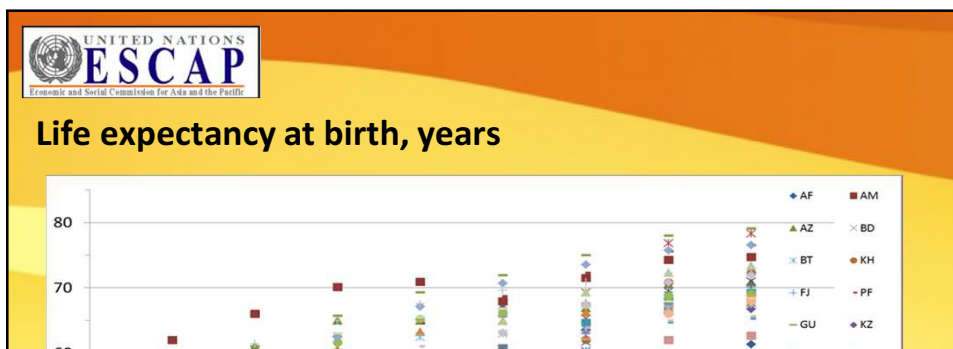 UNITED NATIONS
ESCAP
Economic and Social Commission for Asia and the Pacific
Life expectancy at birth, years
AF AM
80
AZ BD
BT KH
70
FJ PF
GU KZ